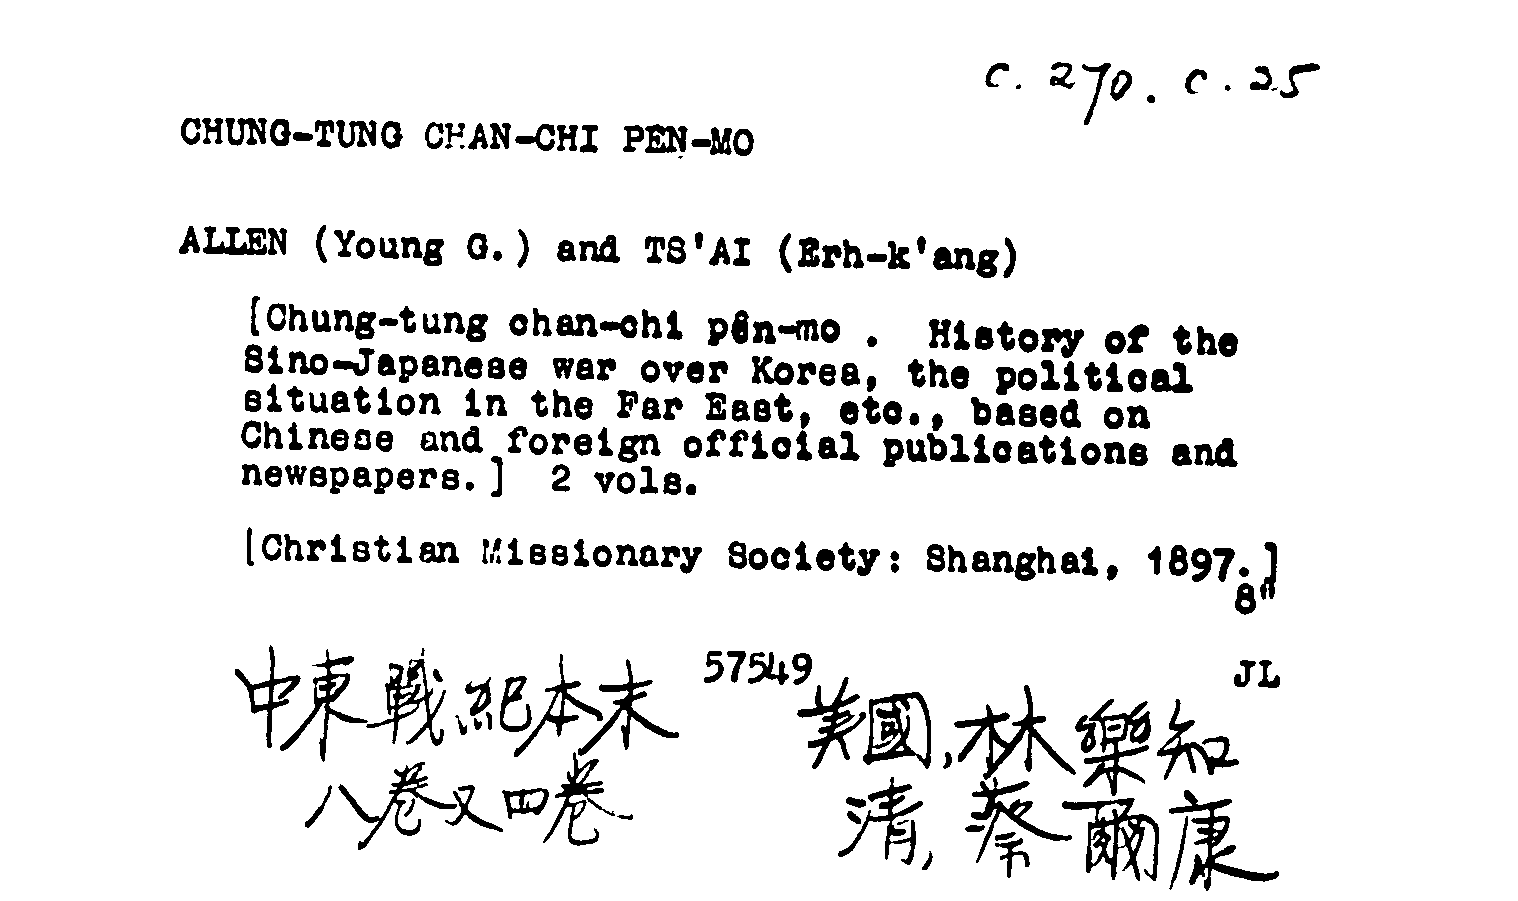 C. 270. C. 25
CHUNG-TUNG CHAN-CHI PEN-MO
ALLEN (Young G.) and TS'AI (Erh-k'ang)
[Chung-tung chan-chi pên-mo . History of the
Sino-Japanese war over Korea, the political
situation in the Far East, etc., based on
Chinese and foreign official publications and
newspapers.] 2 vols.
[Christian Missionary Society: Shanghai, 1897.]
8"
57549 JL
中東戰紀本末
八卷又四卷
美國,林樂知
清,蔡爾康